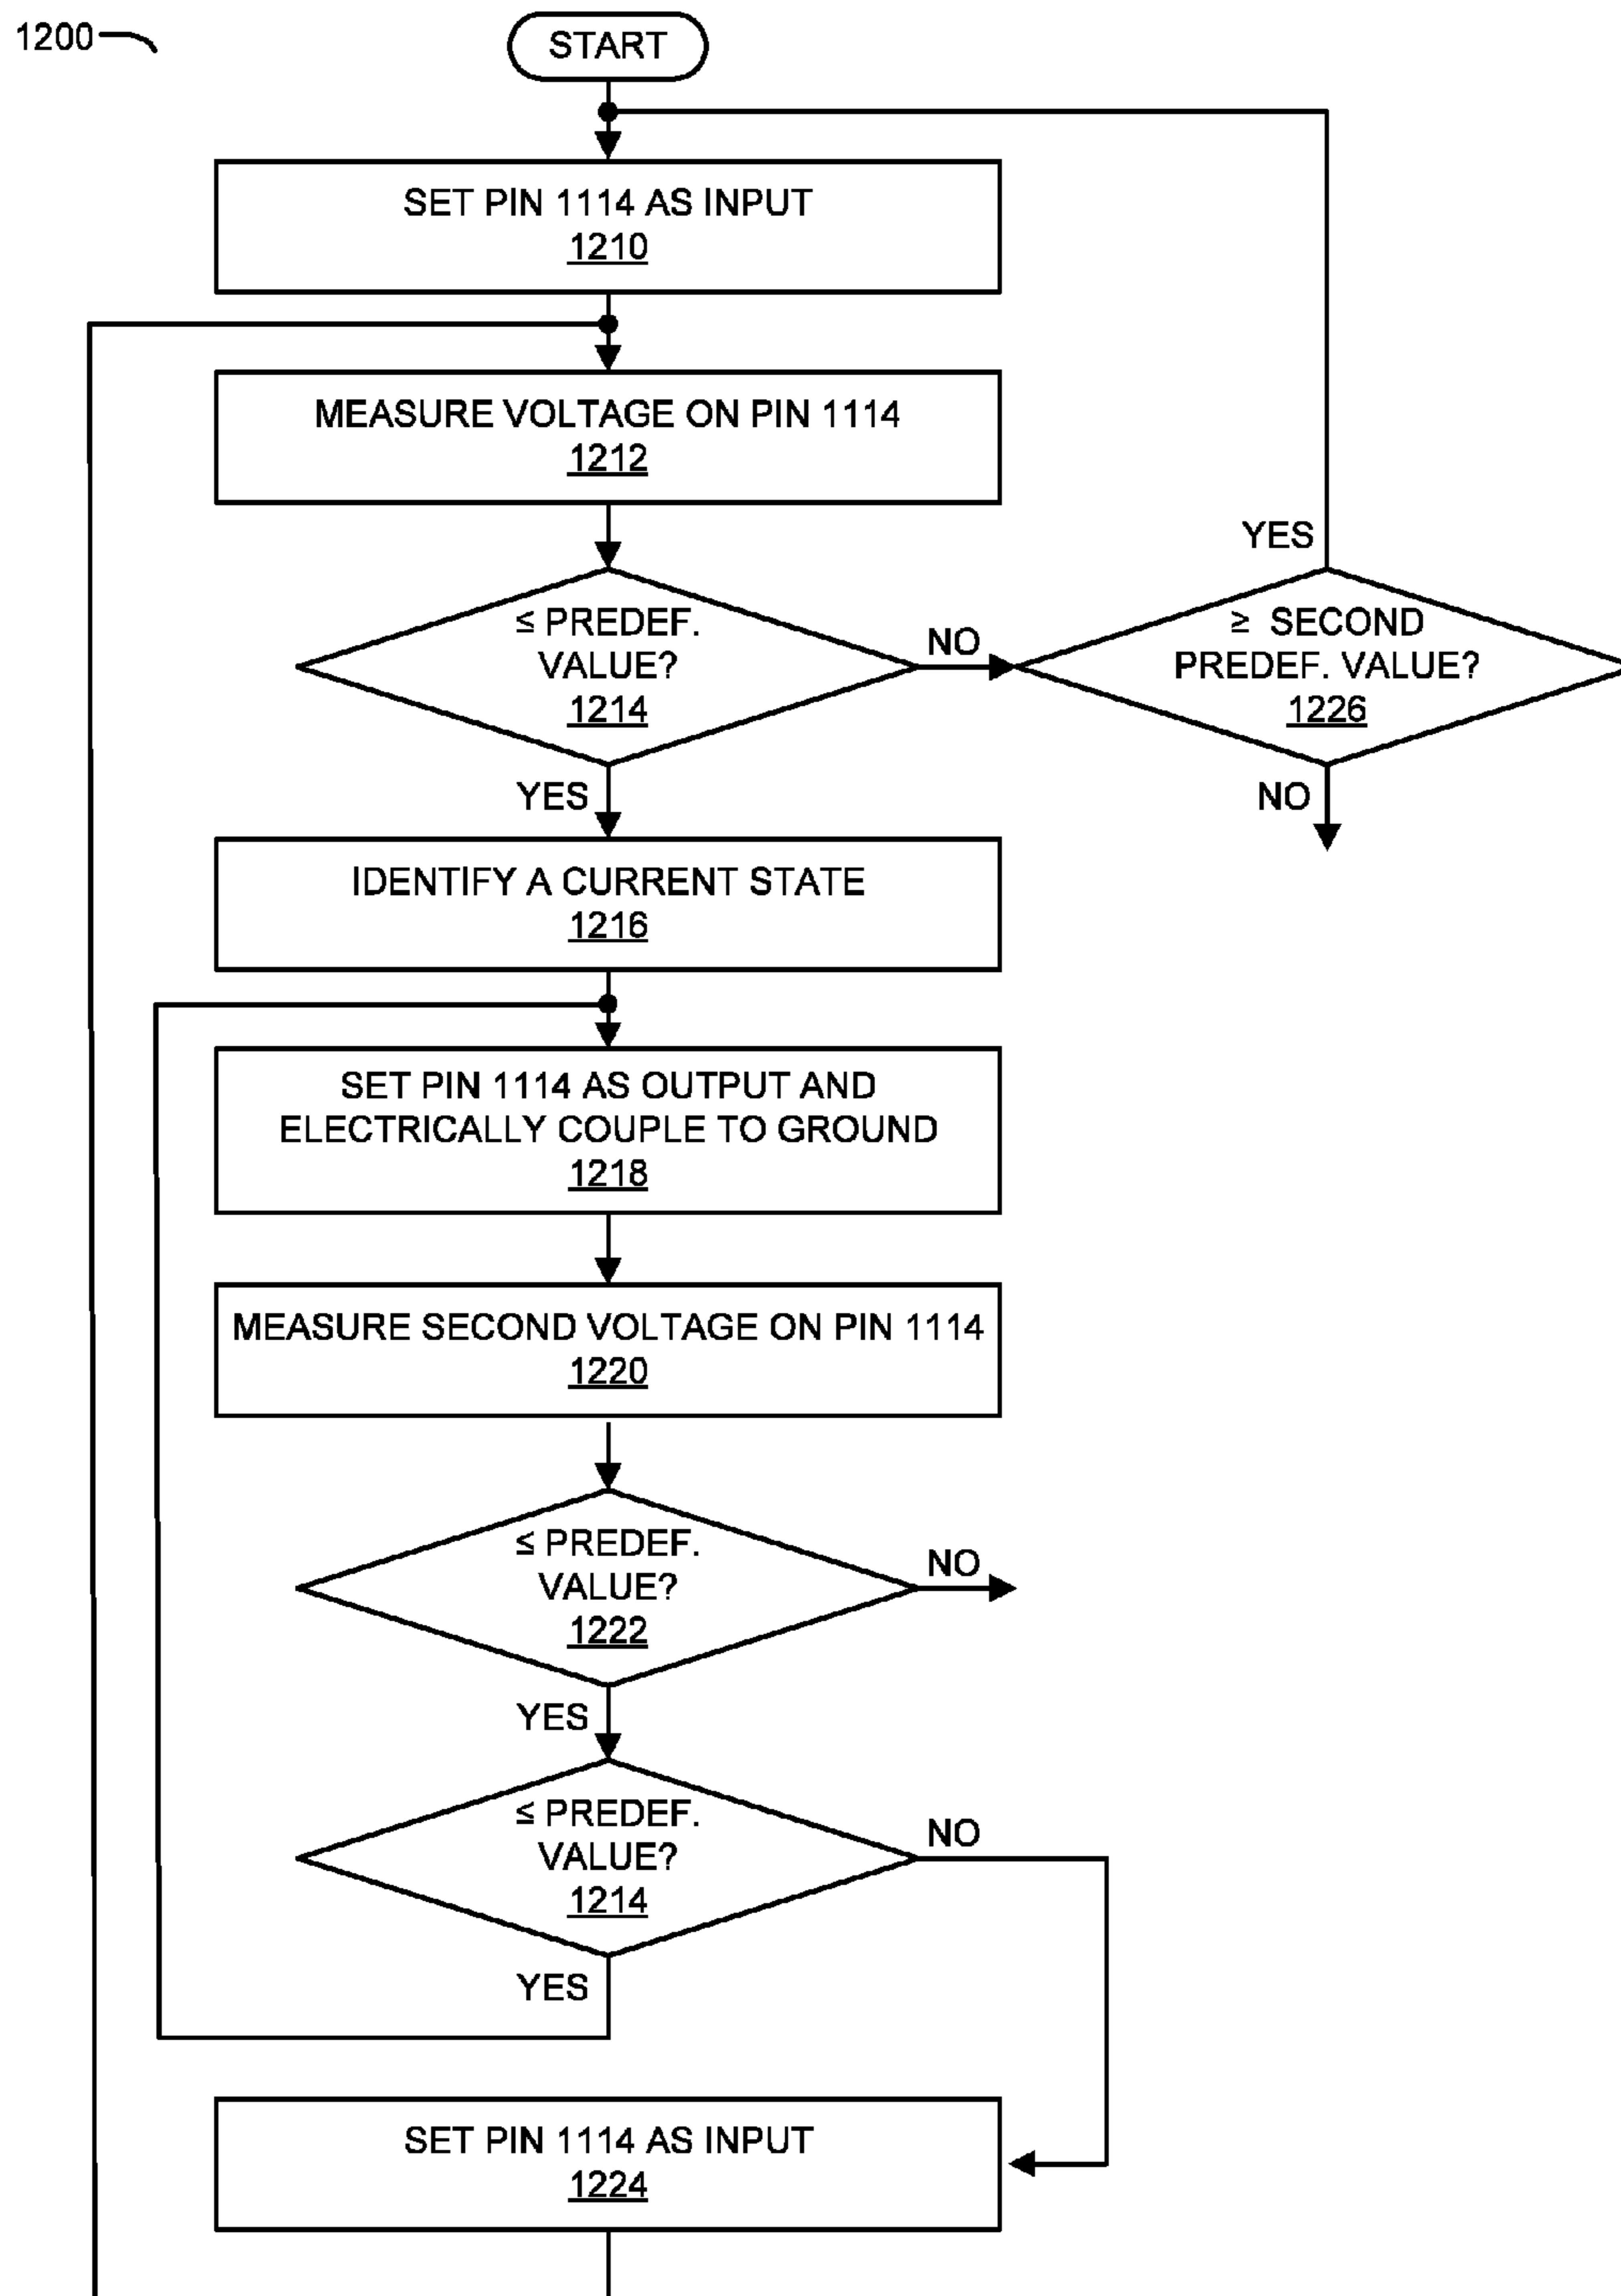 1200
START
SET PIN 1114 AS INPUT
1210
MEASURE VOLTAGE ON PIN 1114
1212
≤ PREDEF.
VALUE?
1214
NO
YES
≥ SECOND
PREDEF. VALUE?
1226
NO
YES
IDENTIFY A CURRENT STATE
1216
SET PIN 1114 AS OUTPUT AND
ELECTRICALLY COUPLE TO GROUND
1218
MEASURE SECOND VOLTAGE ON PIN 1114
1220
≤ PREDEF.
VALUE?
1222
NO
YES
≤ PREDEF.
VALUE?
1214
NO
YES
SET PIN 1114 AS INPUT
1224